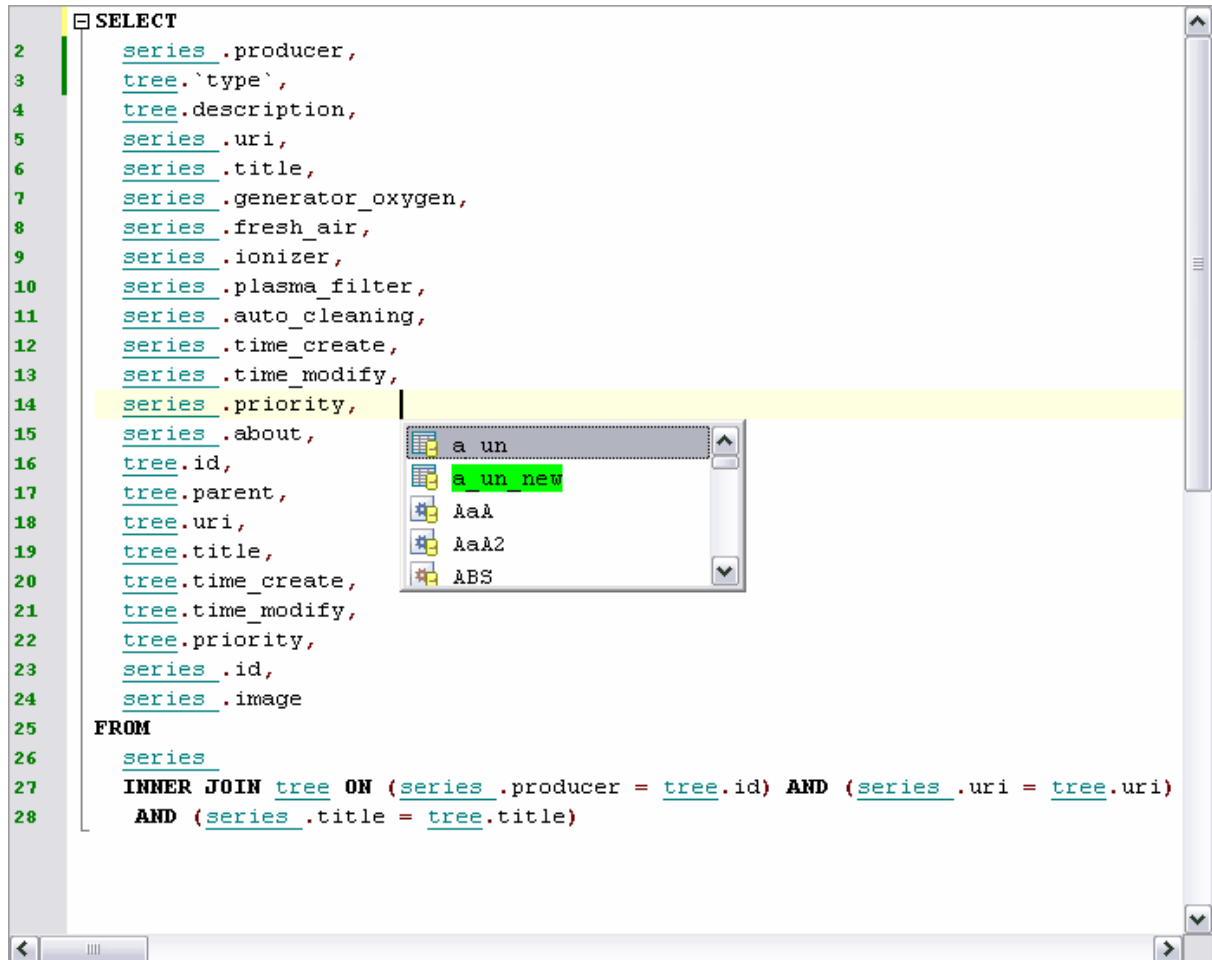 SELECT
2 series_.producer,
3 tree.`type`,
4 tree.description,
5 series_.uri,
6 series_.title,
7 series_.generator_oxygen,
8 series_.fresh_air,
9 series_.ionizer,
10 series_.plasma_filter,
11 series_.auto_cleaning,
12 series_.time_create,
13 series_.time_modify,
14 series_.priority,
15 series_.about,
16 tree.id,
17 tree.parent,
18 tree.uri,
19 tree.title,
20 tree.time_create,
21 tree.time_modify,
22 tree.priority,
23 series_.id,
24 series_.image
25 FROM
26 series_
27 INNER JOIN tree ON (series_.producer = tree.id) AND (series_.uri = tree.uri)
28 AND (series_.title = tree.title)
a_un
a_un_new
AaA
AaA2
ABS